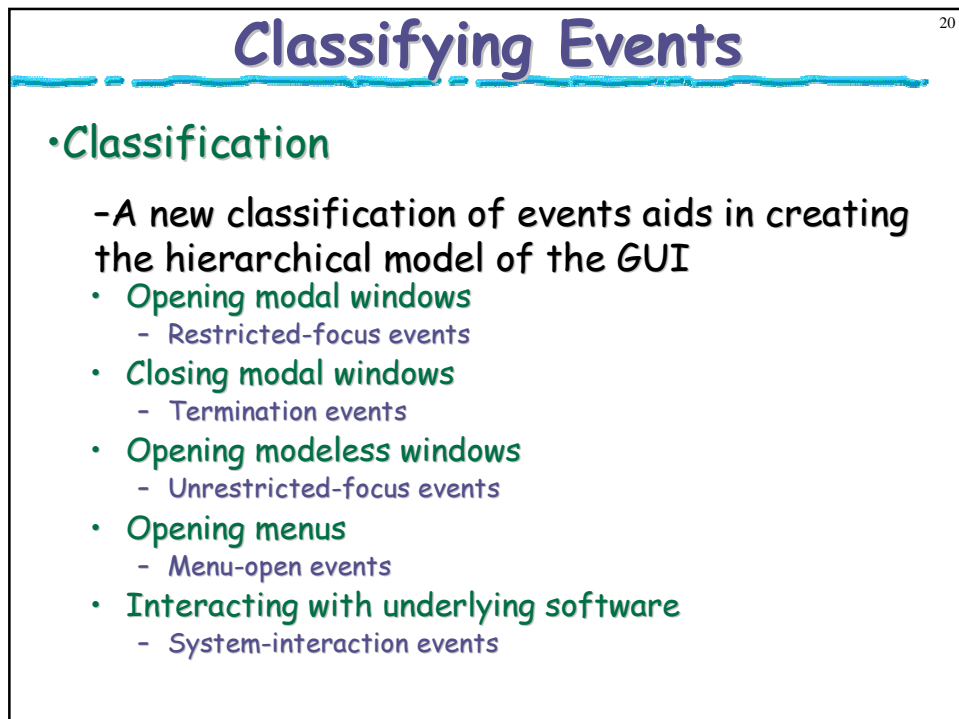 20
Classifying Events
•Classification
–A new classification of events aids in creating
the hierarchical model of the GUI
• Opening modal windows
– Restricted-focus events
• Closing modal windows
– Termination events
• Opening modeless windows
– Unrestricted-focus events
• Opening menus
– Menu-open events
• Interacting with underlying software
– System-interaction events